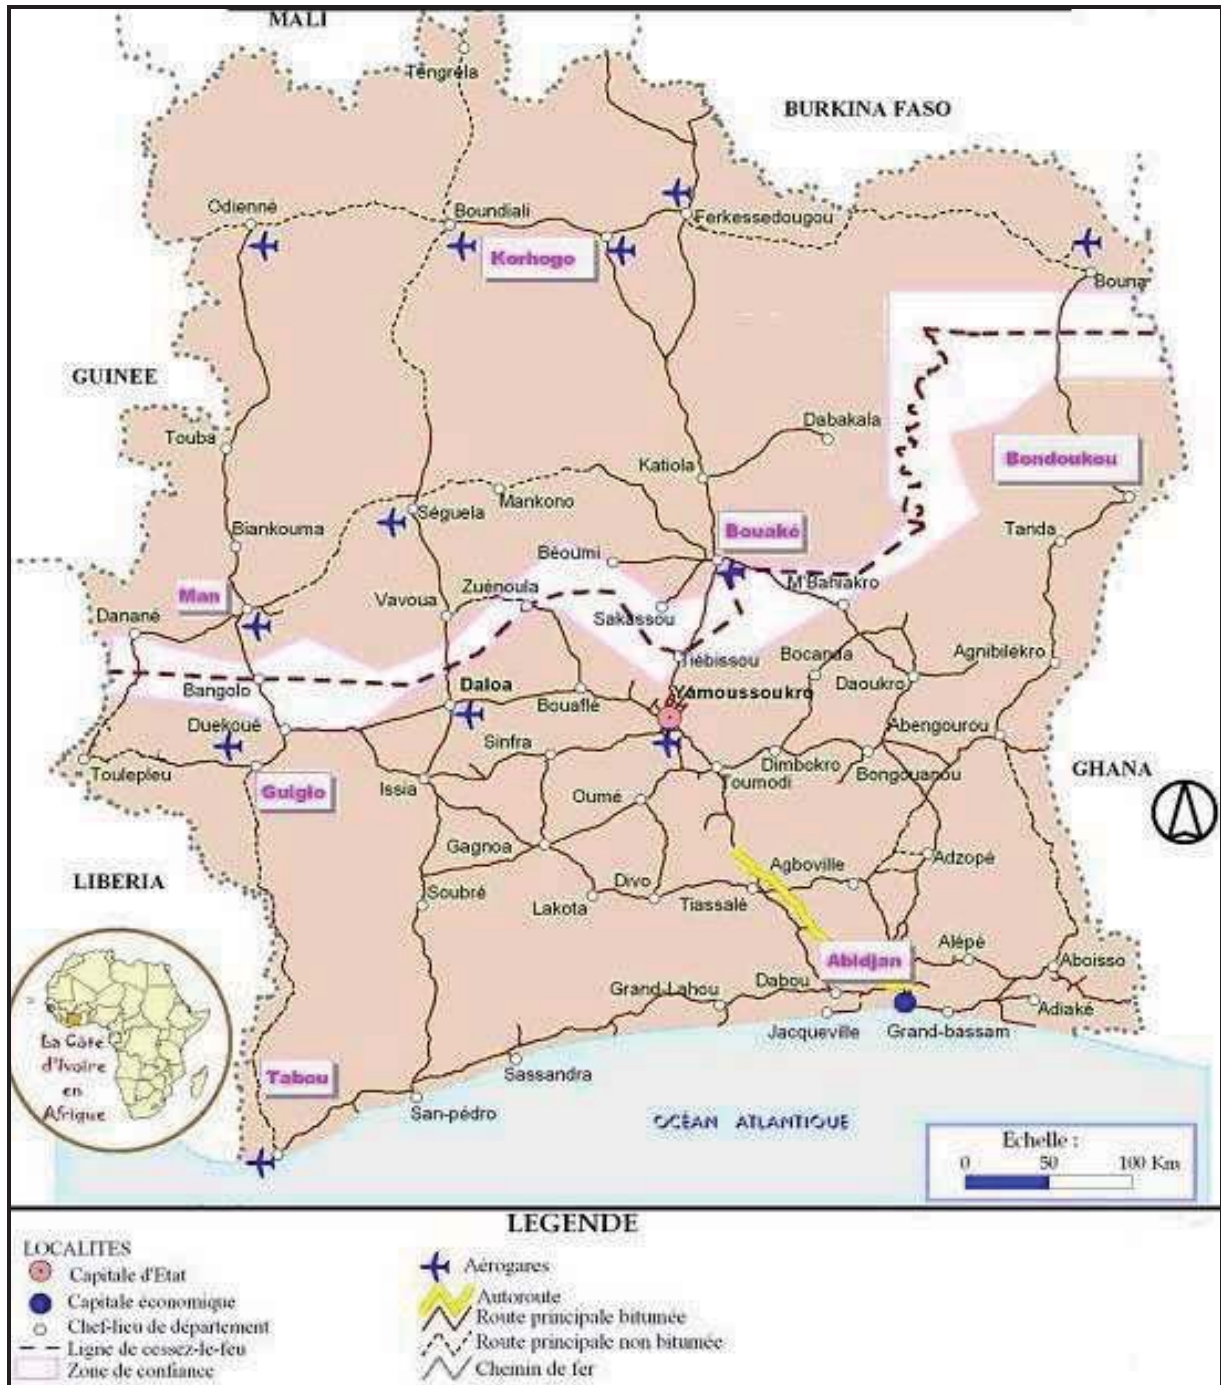 MALI
Tengréla
BURKINA FASO
Odienné
Boundiali
Ferkessedougou
Korhogo
Bouna
GUINEE
Touba
Dabakala
Katiola
Bondoukou
Séguela
Mankono
Biankouma
Bouaké
Tanda
Béoumi
Man
Zuénoula
M'Bahiakro
Danané
Vavoua
Sakassou
Tiébissou
Bocanda
Agnibilékro
Bangolo
Daloa
Yamoussoukro
Daoukro
Bouaflé
Duekoué
Sinfra
Abengourou
Toulepleu
Dimbokro
Bongouanou
GHANA
Guiglo
Issia
Oumé
Toumodi
Gagnoa
Agboville
Adzopé
LIBERIA
Divo
Soubré
Lakota
Tiassalé
Abidjan
Alépé
Aboisso
Grand-Lahou
Dabou
Adiaké
Jacqueville
Grand-bassam
La Côte
d'Ivoire
en
Afrique
Tabou
Sassandra
San-pédro
OCÉAN ATLANTIQUE
Echelle :
0 50 100 Km
LEGENDE
LOCALITES
Capitale d'Etat
Capitale économique
Chef-lieu de département
Ligne de cessez-le-feu
Zone de confiance
Aérogares
Autoroute
Route principale bitumée
Route principale non bitumée
Chemin de fer